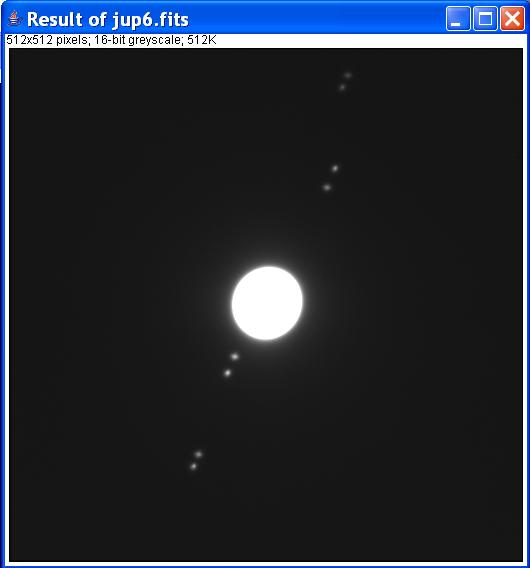 Result of jup6.fits
512x512 pixels; 16-bit greyscale; 512K